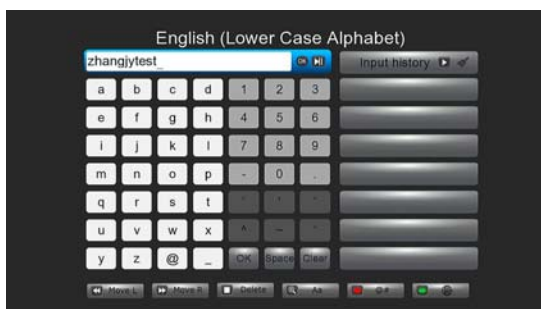 English (Lower Case Alphabet)
zhangjytest_ OK
Input history
a b c d 1 2 3
e f g h 4 5 6
i j k l 7 8 9
m n o p - 0 .
q r s t
u v w x ^ ~
y z @ _ OK Space Clear
Move L Move R Delete Aa @# @